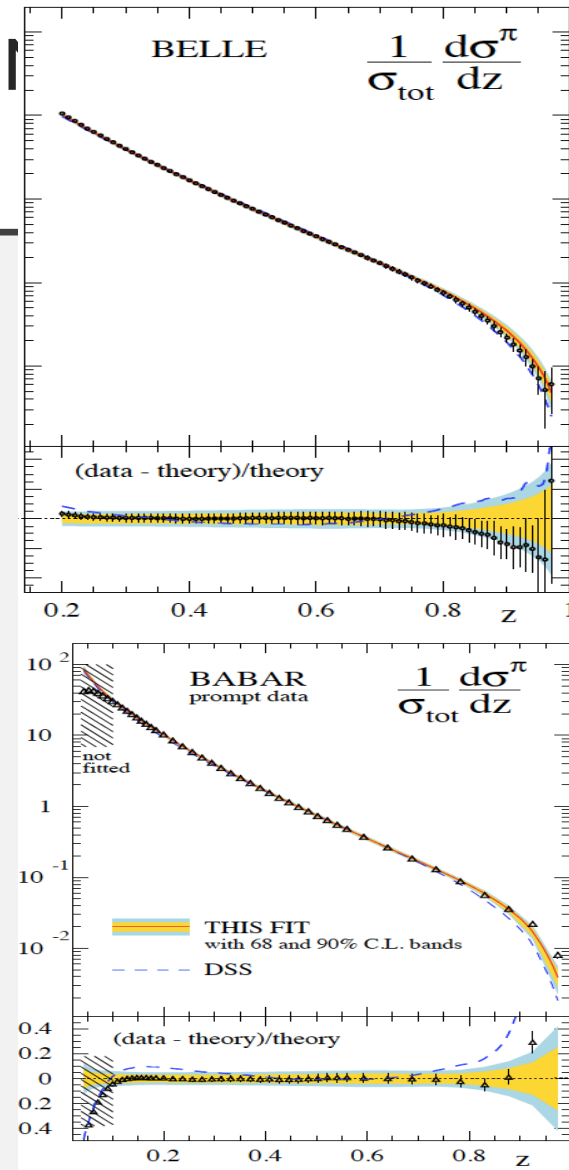 BELLE
1/σtot dσ^π/dz
(data - theory)/theory
0.2 0.4 0.6 0.8 1
z
10 2
BABAR
prompt data
1/σtot dσ^π/dz
not
fitted
10
1
10 -1
THIS FIT
with 68 and 90% C.L. bands
10 -2
DSS
0.4
(data - theory)/theory
0.2
0
0.2
0.4
0.2 0.4 0.6 0.8
z